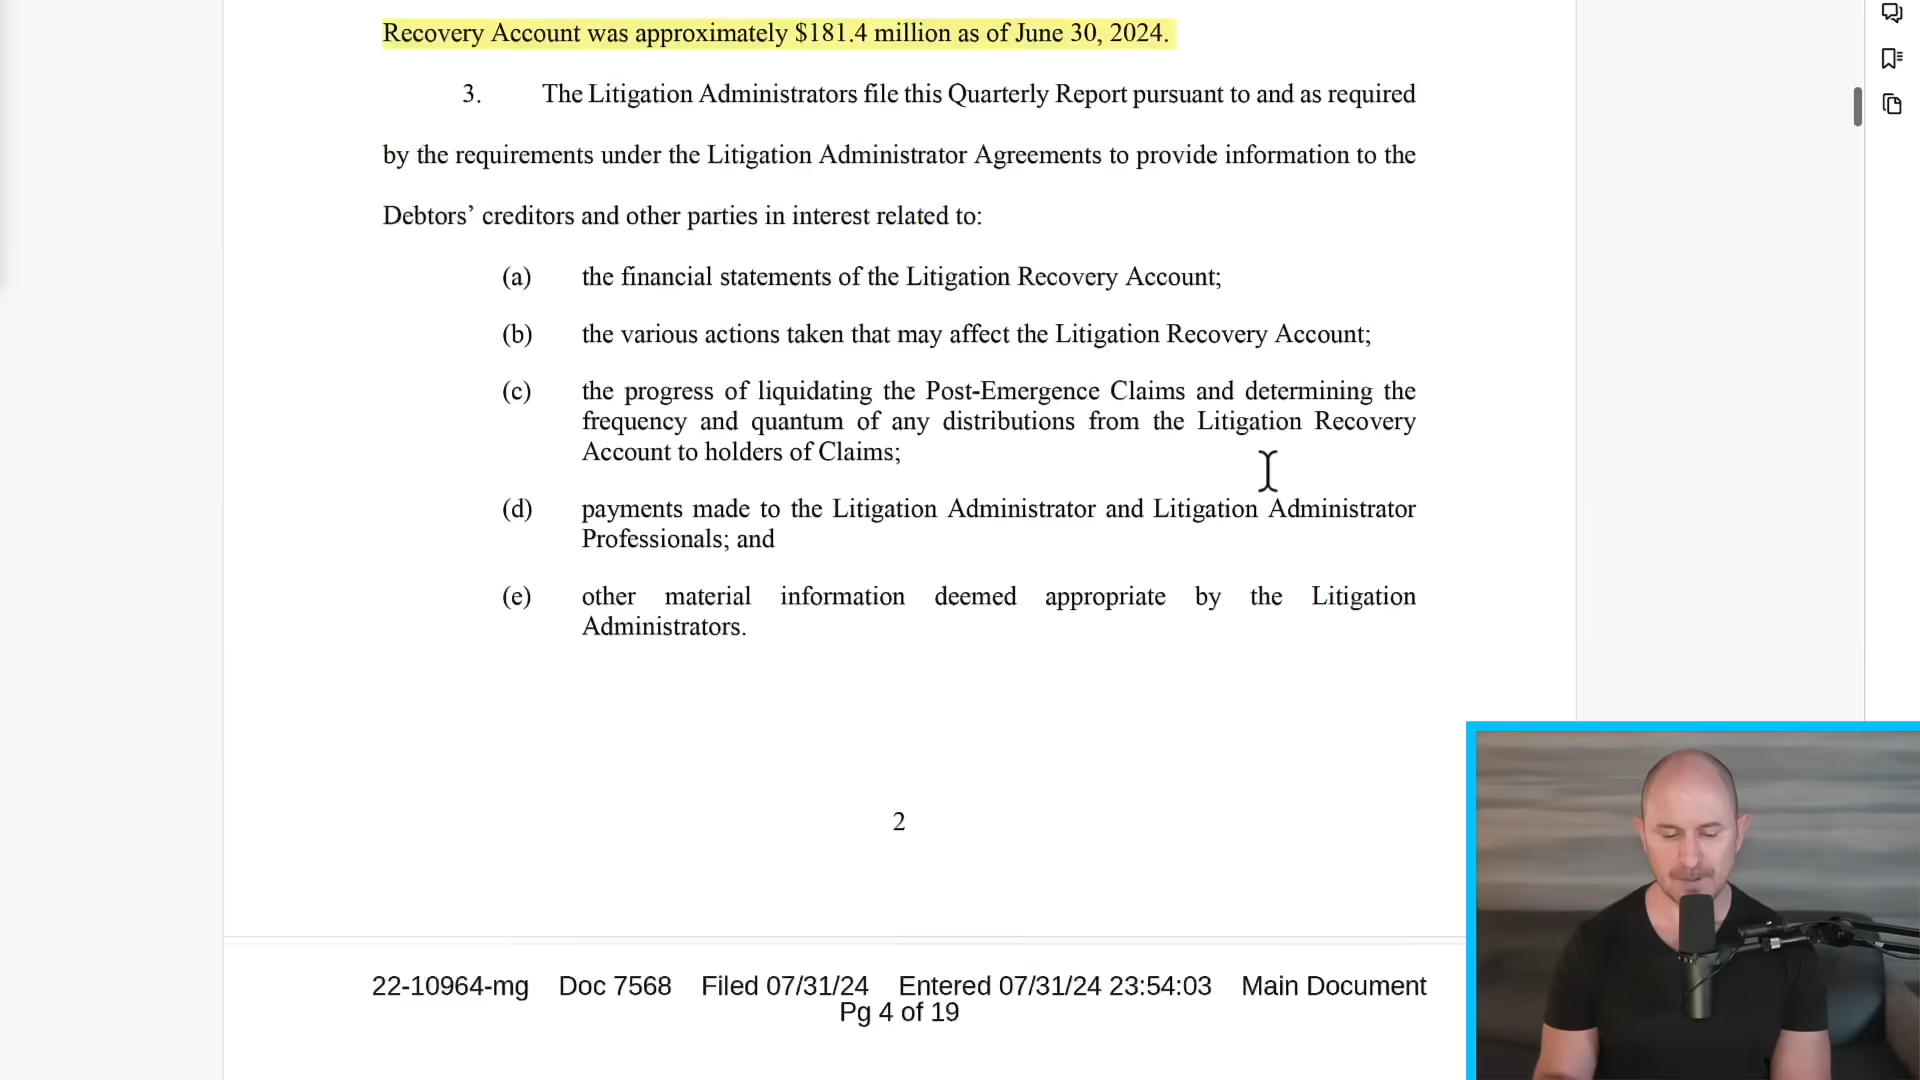 Recovery Account was approximately $181.4 million as of June 30, 2024.
3. The Litigation Administrators file this Quarterly Report pursuant to and as required
by the requirements under the Litigation Administrator Agreements to provide information to the
Debtors’ creditors and other parties in interest related to:
(a) the financial statements of the Litigation Recovery Account;
(b) the various actions taken that may affect the Litigation Recovery Account;
(c) the progress of liquidating the Post-Emergence Claims and determining the
frequency and quantum of any distributions from the Litigation Recovery
Account to holders of Claims;
(d) payments made to the Litigation Administrator and Litigation Administrator
Professionals; and
(e) other material information deemed appropriate by the Litigation
Administrators.
2
22-10964-mg Doc 7568 Filed 07/31/24 Entered 07/31/24 23:54:03 Main Document
Pg 4 of 19